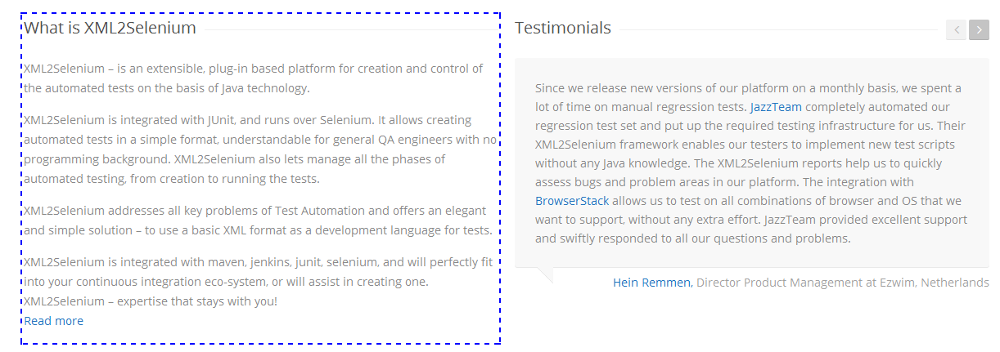 What is XML2Selenium
XML2Selenium – is an extensible, plug-in based platform for creation and control of
the automated tests on the basis of Java technology.
XML2Selenium is integrated with JUnit, and runs over Selenium. It allows creating
automated tests in a simple format, understandable for general QA engineers with no
programming background. XML2Selenium also lets manage all the phases of
automated testing, from creation to running the tests.
XML2Selenium addresses all key problems of Test Automation and offers an elegant
and simple solution – to use a basic XML format as a development language for tests.
XML2Selenium is integrated with maven, jenkins, junit, selenium, and will perfectly fit
into your continuous integration eco-system, or will assist in creating one.
XML2Selenium – expertise that stays with you!
Read more
Testimonials
Since we release new versions of our platform on a monthly basis, we spent a
lot of time on manual regression tests. JazzTeam completely automated our
regression test set and put up the required testing infrastructure for us. Their
XML2Selenium framework enables our testers to implement new test scripts
without any Java knowledge. The XML2Selenium reports help us to quickly
assess bugs and problem areas in our platform. The integration with
BrowserStack allows us to test on all combinations of browser and OS that we
want to support, without any extra effort. JazzTeam provided excellent support
and swiftly responded to all our questions and problems.
Hein Remmen, Director Product Management at Ezwim, Netherlands